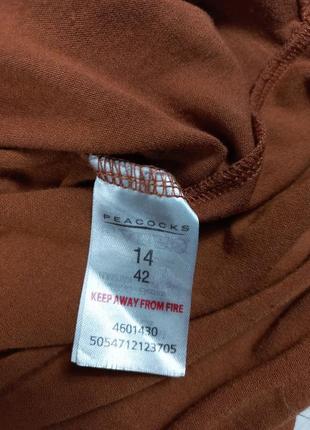 PEACOCKS
14
42
KEEP AWAY FROM FIRE
4601430
5054712123705